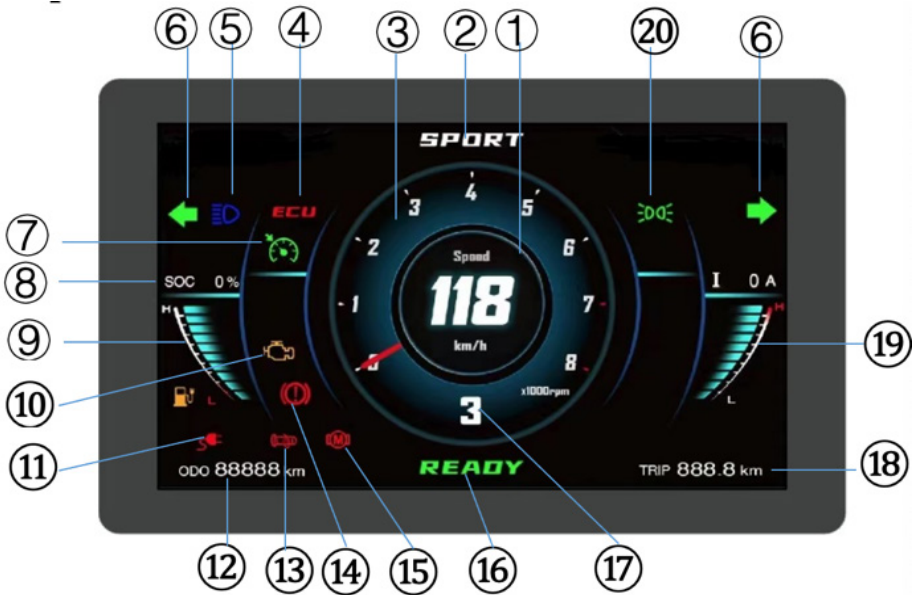 ⑥ ⑤ ④ ③ ② ① ⑳ ⑥
SPORT
ECU
⑦
⑧ SOC 0 % I 0 A
H H
⑨ ⑲
⑩
L L
⑪
0 1 2 3 4 5 6 7 8
Speed
118
km/h
x1000rpm
3
M
ODO 88888 km READY TRIP 888.8 km ⑱
⑫ ⑬ ⑭ ⑮ ⑯ ⑰